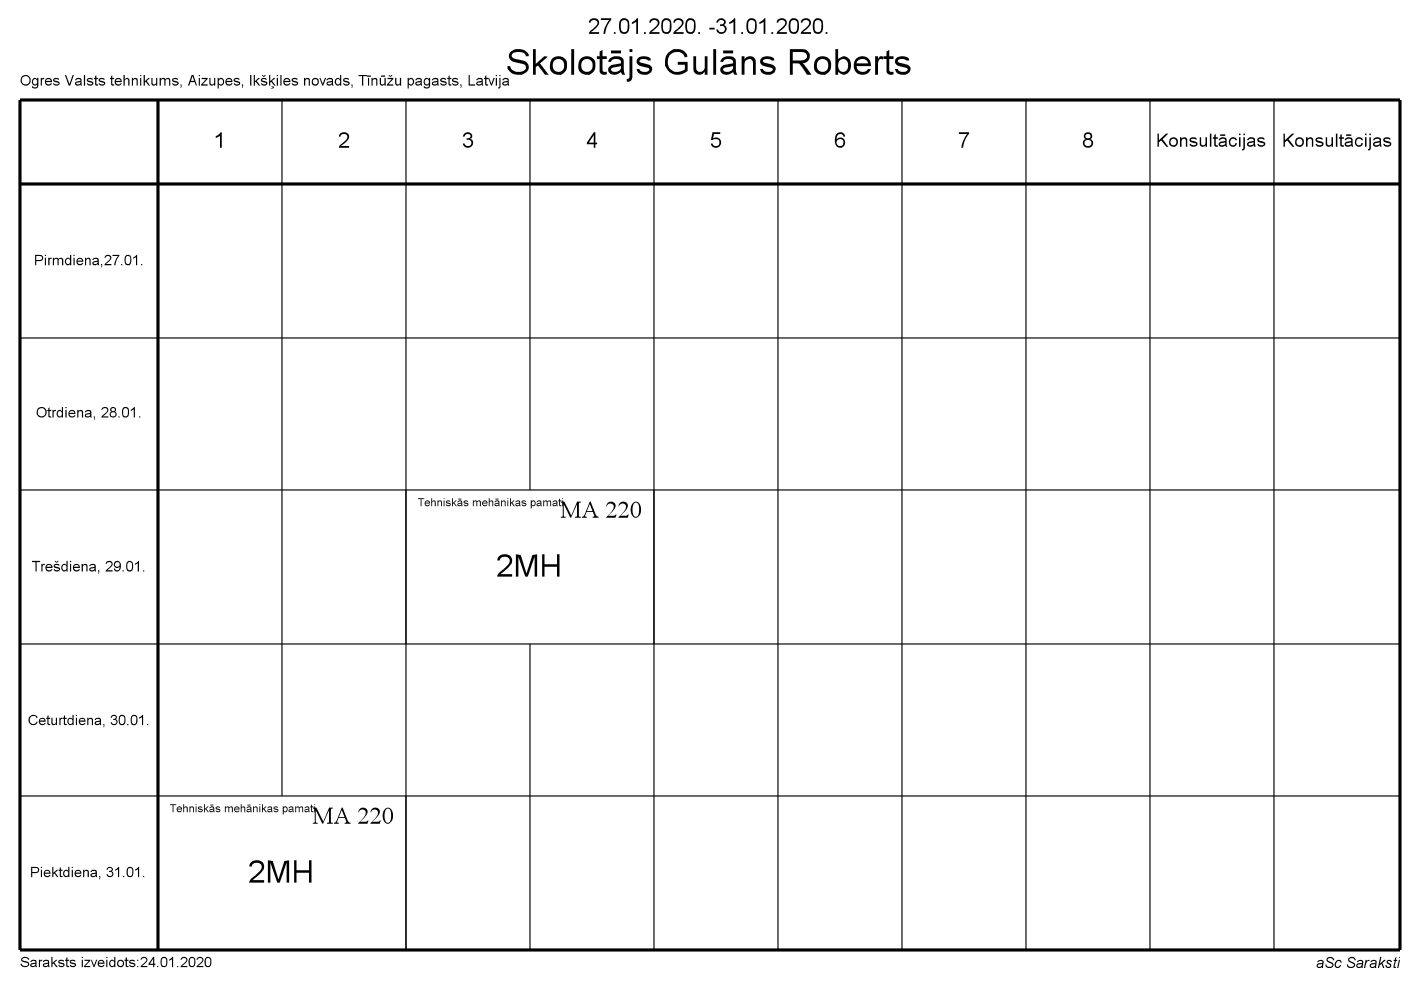 27.01.2020. -31.01.2020.
Skolotājs Gulāns Roberts
Ogres Valsts tehnikums, Aizupes, Ikšķiles novads, Tīnūžu pagasts, Latvija
1 2 3 4 5 6 7 8 Konsultācijas Konsultācijas
Pirmdiena,27.01.
Otrdiena, 28.01.
Tehniskās mehānikas pamati MA 220
Trešdiena, 29.01. 2MH
Ceturtdiena, 30.01.
Tehniskās mehānikas pamati MA 220
Piektdiena, 31.01. 2MH
Saraksts izveidots:24.01.2020 aSc Saraksti